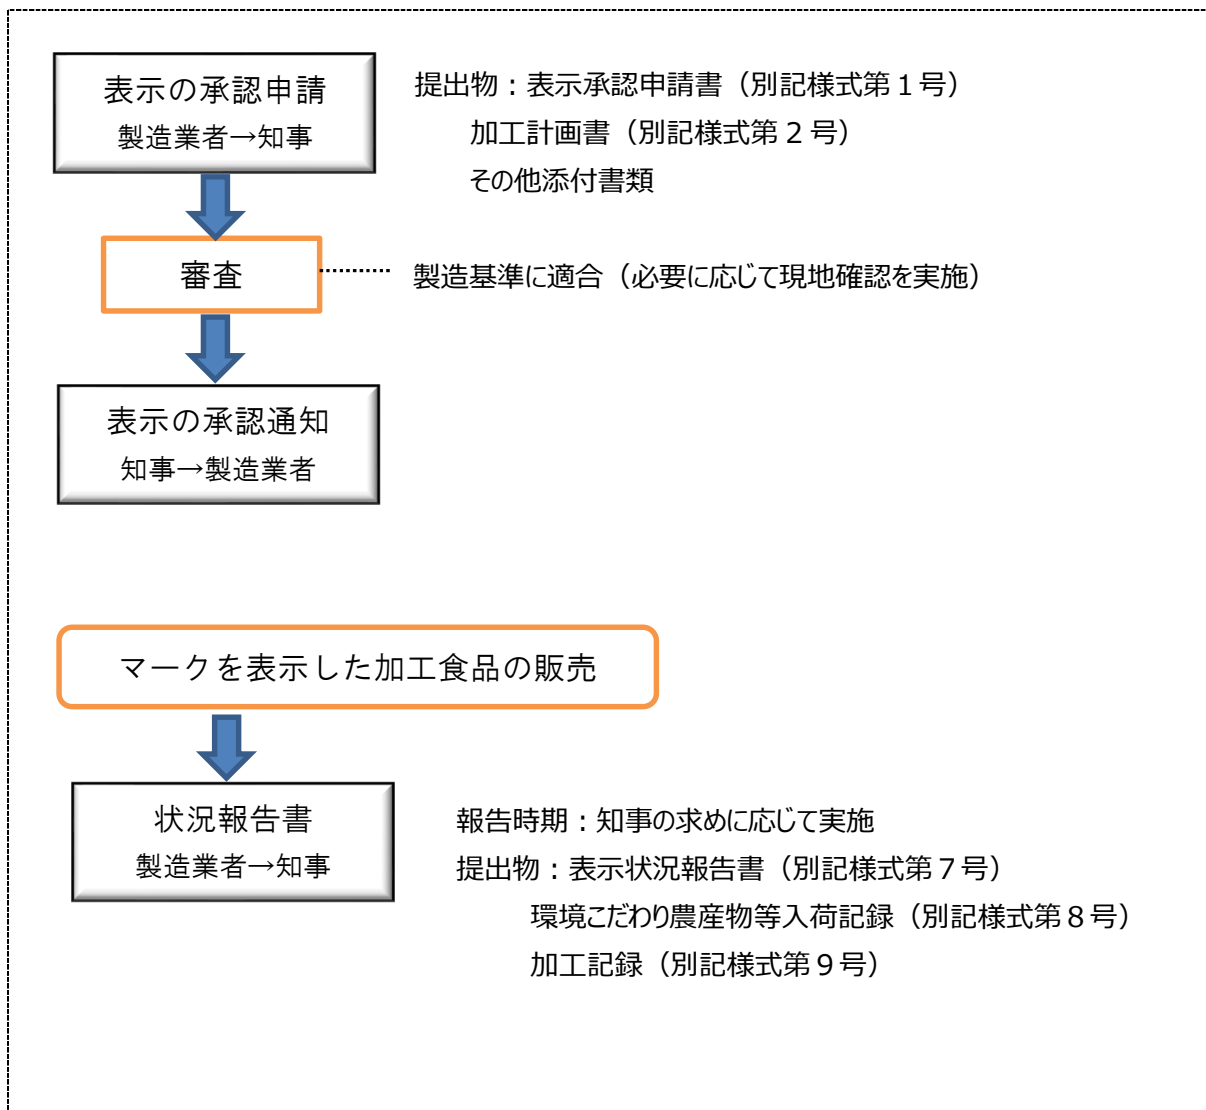 表示の承認申請
製造業者→知事
提出物：表示承認申請書（別記様式第１号）
加工計画書（別記様式第２号）
その他添付書類
審査
製造基準に適合（必要に応じて現地確認を実施）
表示の承認通知
知事→製造業者
マークを表示した加工食品の販売
状況報告書
製造業者→知事
報告時期：知事の求めに応じて実施
提出物：表示状況報告書（別記様式第７号）
環境こだわり農産物等入荷記録（別記様式第８号）
加工記録（別記様式第９号）